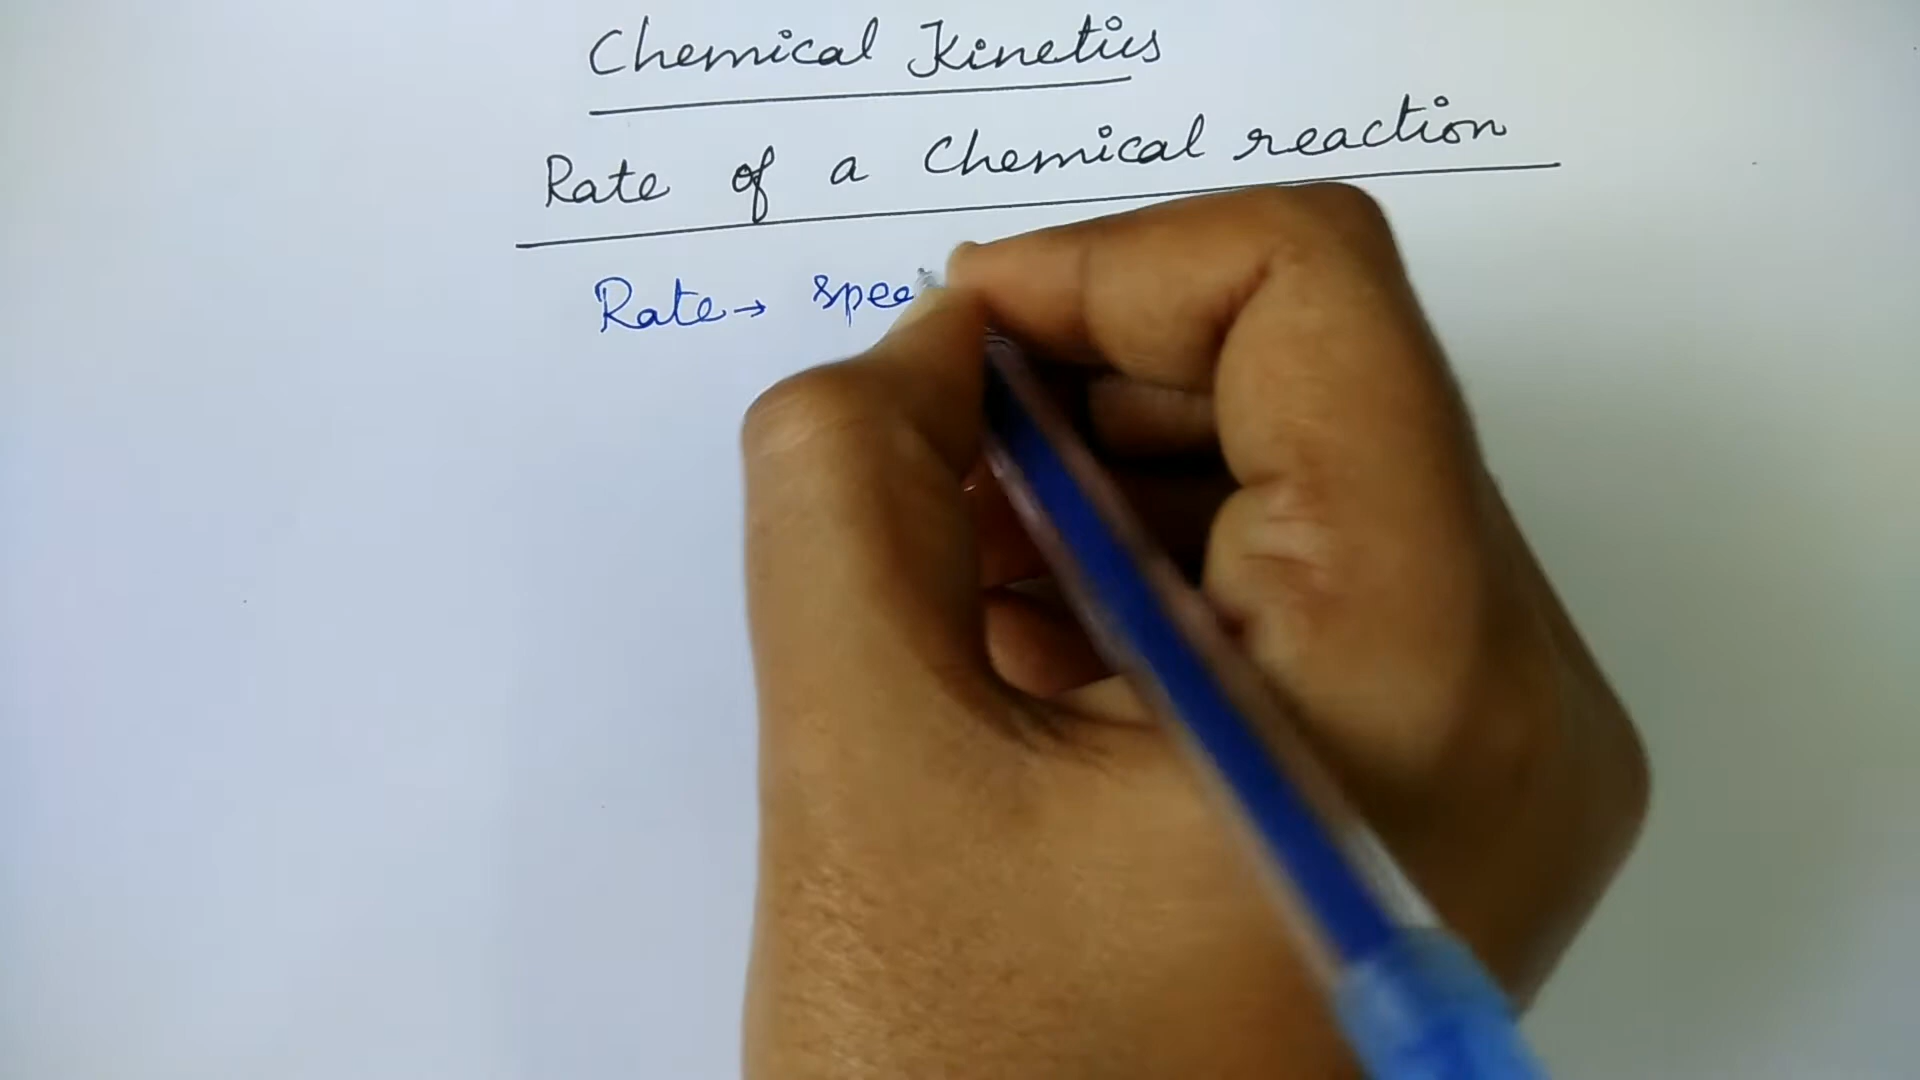 Chemical Kinetics
Rate of a Chemical reaction
Rate → spee